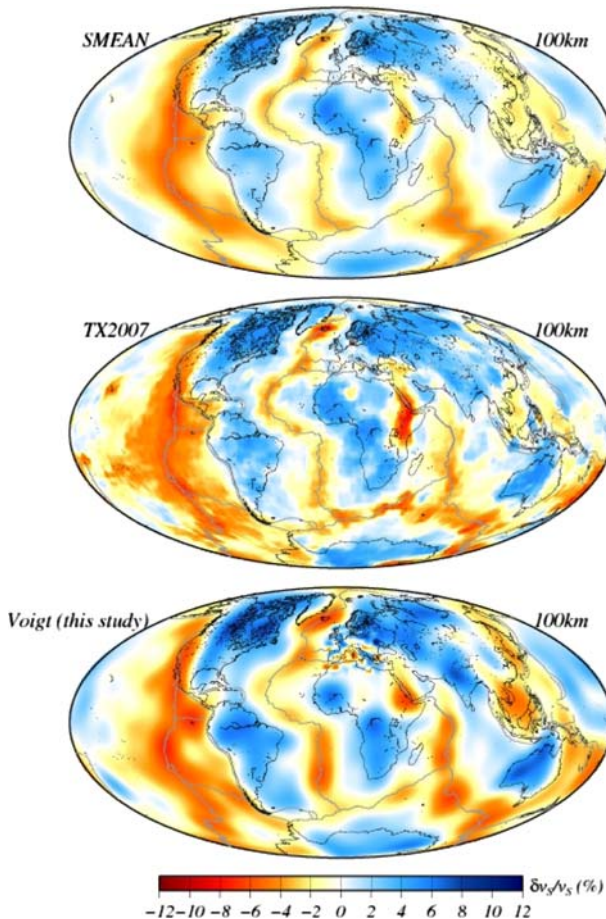 SMEAN 100km
TX2007 100km
Voigt (this study) 100km
−12−10 −8 −6 −4 −2 0 2 4 6 8 10 12 δvS/vS (%)